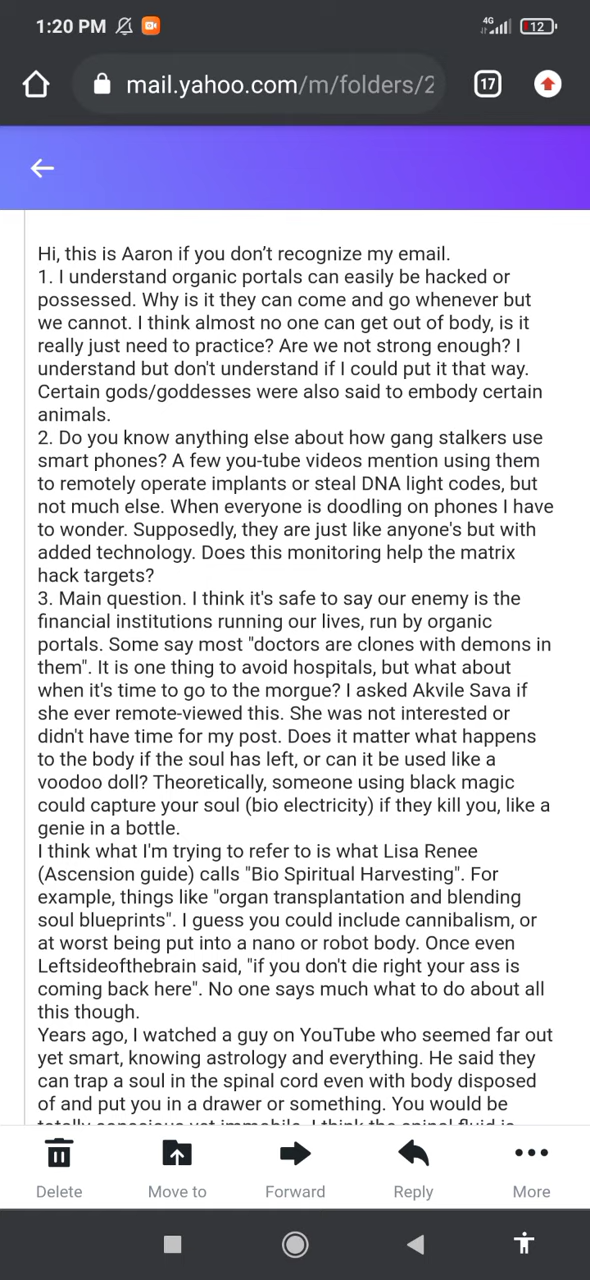 1:20 PM
4G
12
mail.yahoo.com/m/folders/2
17
Hi, this is Aaron if you don’t recognize my email.
1. I understand organic portals can easily be hacked or
possessed. Why is it they can come and go whenever but
we cannot. I think almost no one can get out of body, is it
really just need to practice? Are we not strong enough? I
understand but don't understand if I could put it that way.
Certain gods/goddesses were also said to embody certain
animals.
2. Do you know anything else about how gang stalkers use
smart phones? A few you-tube videos mention using them
to remotely operate implants or steal DNA light codes, but
not much else. When everyone is doodling on phones I have
to wonder. Supposedly, they are just like anyone's but with
added technology. Does this monitoring help the matrix
hack targets?
3. Main question. I think it's safe to say our enemy is the
financial institutions running our lives, run by organic
portals. Some say most "doctors are clones with demons in
them". It is one thing to avoid hospitals, but what about
when it's time to go to the morgue? I asked Akvile Sava if
she ever remote-viewed this. She was not interested or
didn't have time for my post. Does it matter what happens
to the body if the soul has left, or can it be used like a
voodoo doll? Theoretically, someone using black magic
could capture your soul (bio electricity) if they kill you, like a
genie in a bottle.
I think what I'm trying to refer to is what Lisa Renee
(Ascension guide) calls "Bio Spiritual Harvesting". For
example, things like "organ transplantation and blending
soul blueprints". I guess you could include cannibalism, or
at worst being put into a nano or robot body. Once even
Leftsideofthebrain said, "if you don't die right your ass is
coming back here". No one says much what to do about all
this though.
Years ago, I watched a guy on YouTube who seemed far out
yet smart, knowing astrology and everything. He said they
can trap a soul in the spinal cord even with body disposed
of and put you in a drawer or something. You would be
totally conscious yet immobile. I think the spinal fluid is
Delete
Move to
Forward
Reply
More